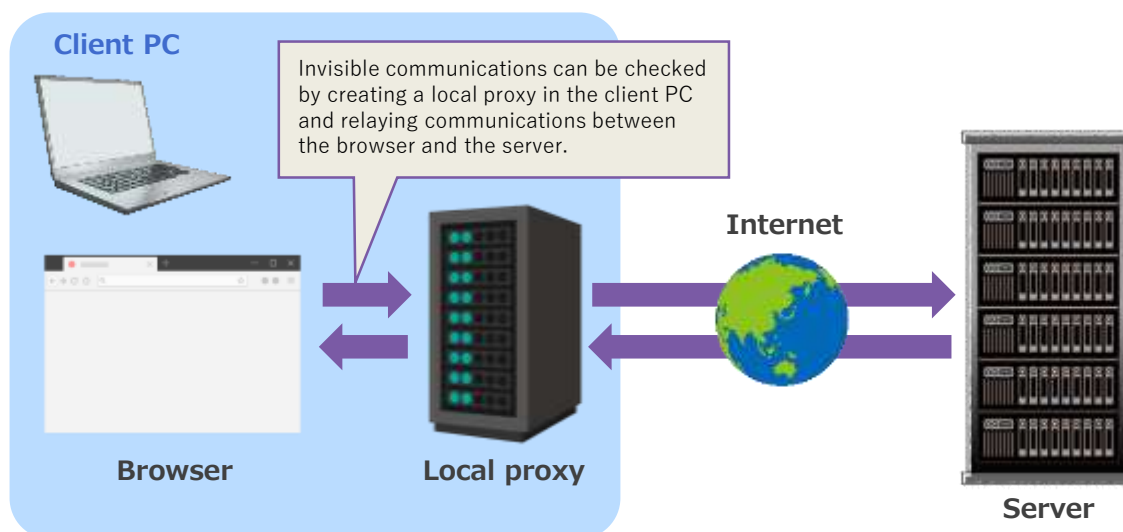 Client PC
Invisible communications can be checked
by creating a local proxy in the client PC
and relaying communications between
the browser and the server.
Internet
Browser
Local proxy
Server